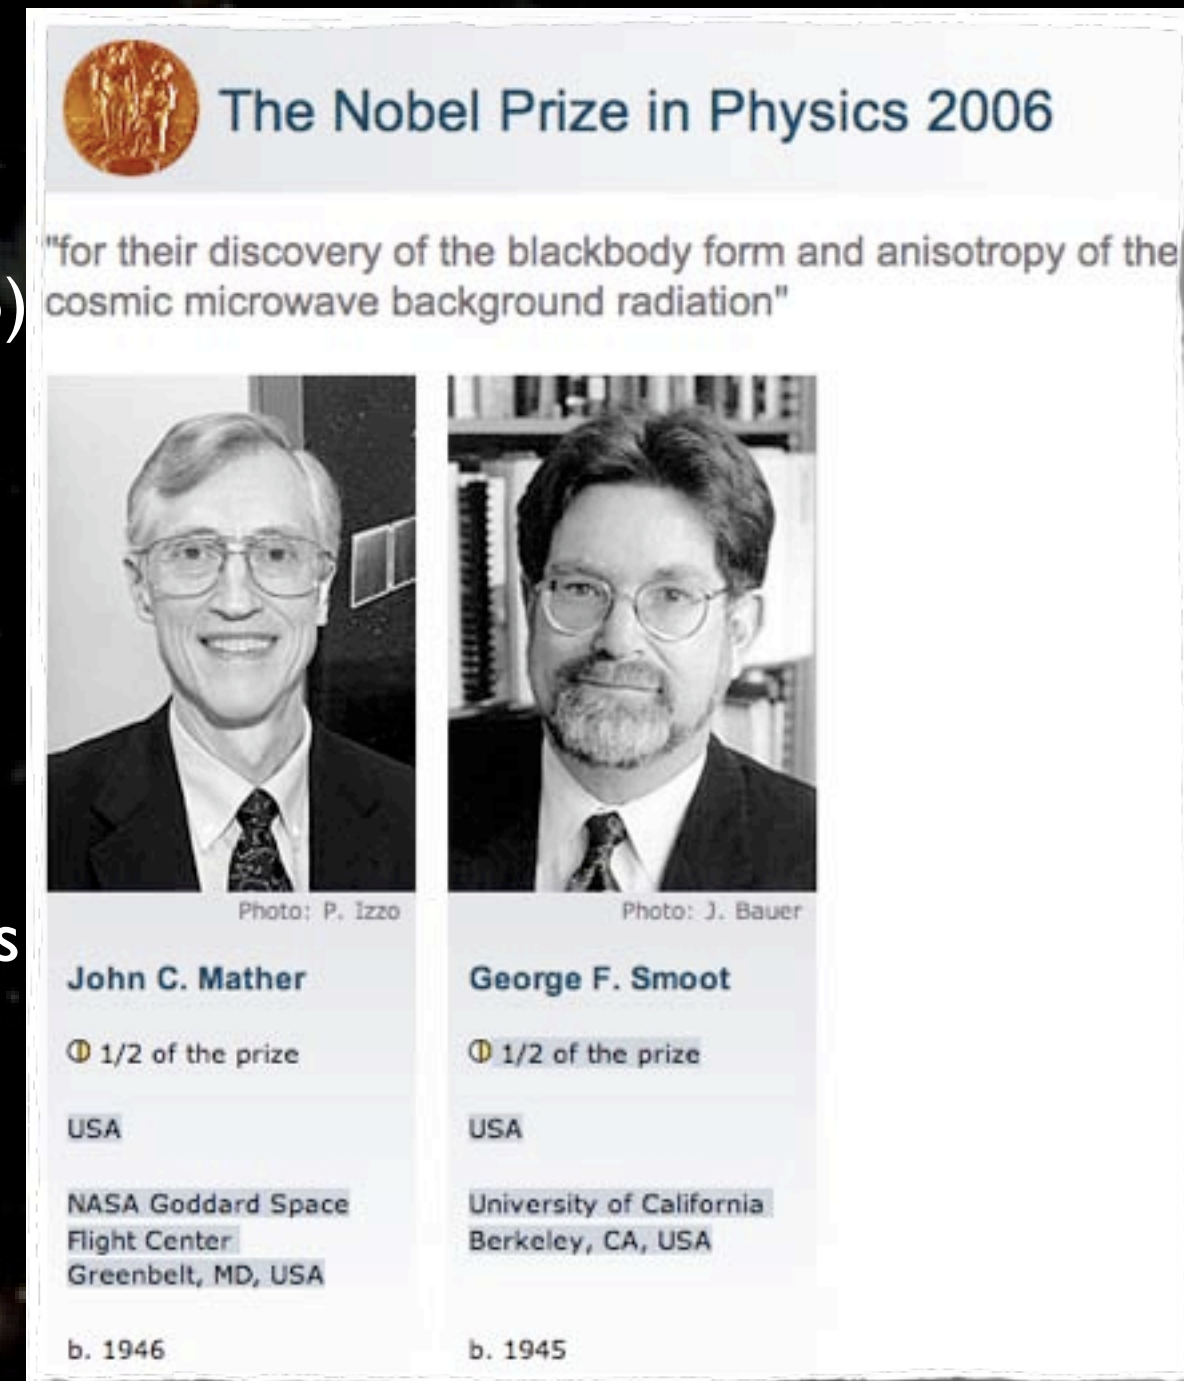 The Nobel Prize in Physics 2006
"for their discovery of the blackbody form and anisotropy of the
cosmic microwave background radiation"
)
s
Photo: P. Izzo
John C. Mather
1/2 of the prize
USA
NASA Goddard Space
Flight Center
Greenbelt, MD, USA
b. 1946
Photo: J. Bauer
George F. Smoot
1/2 of the prize
USA
University of California
Berkeley, CA, USA
b. 1945